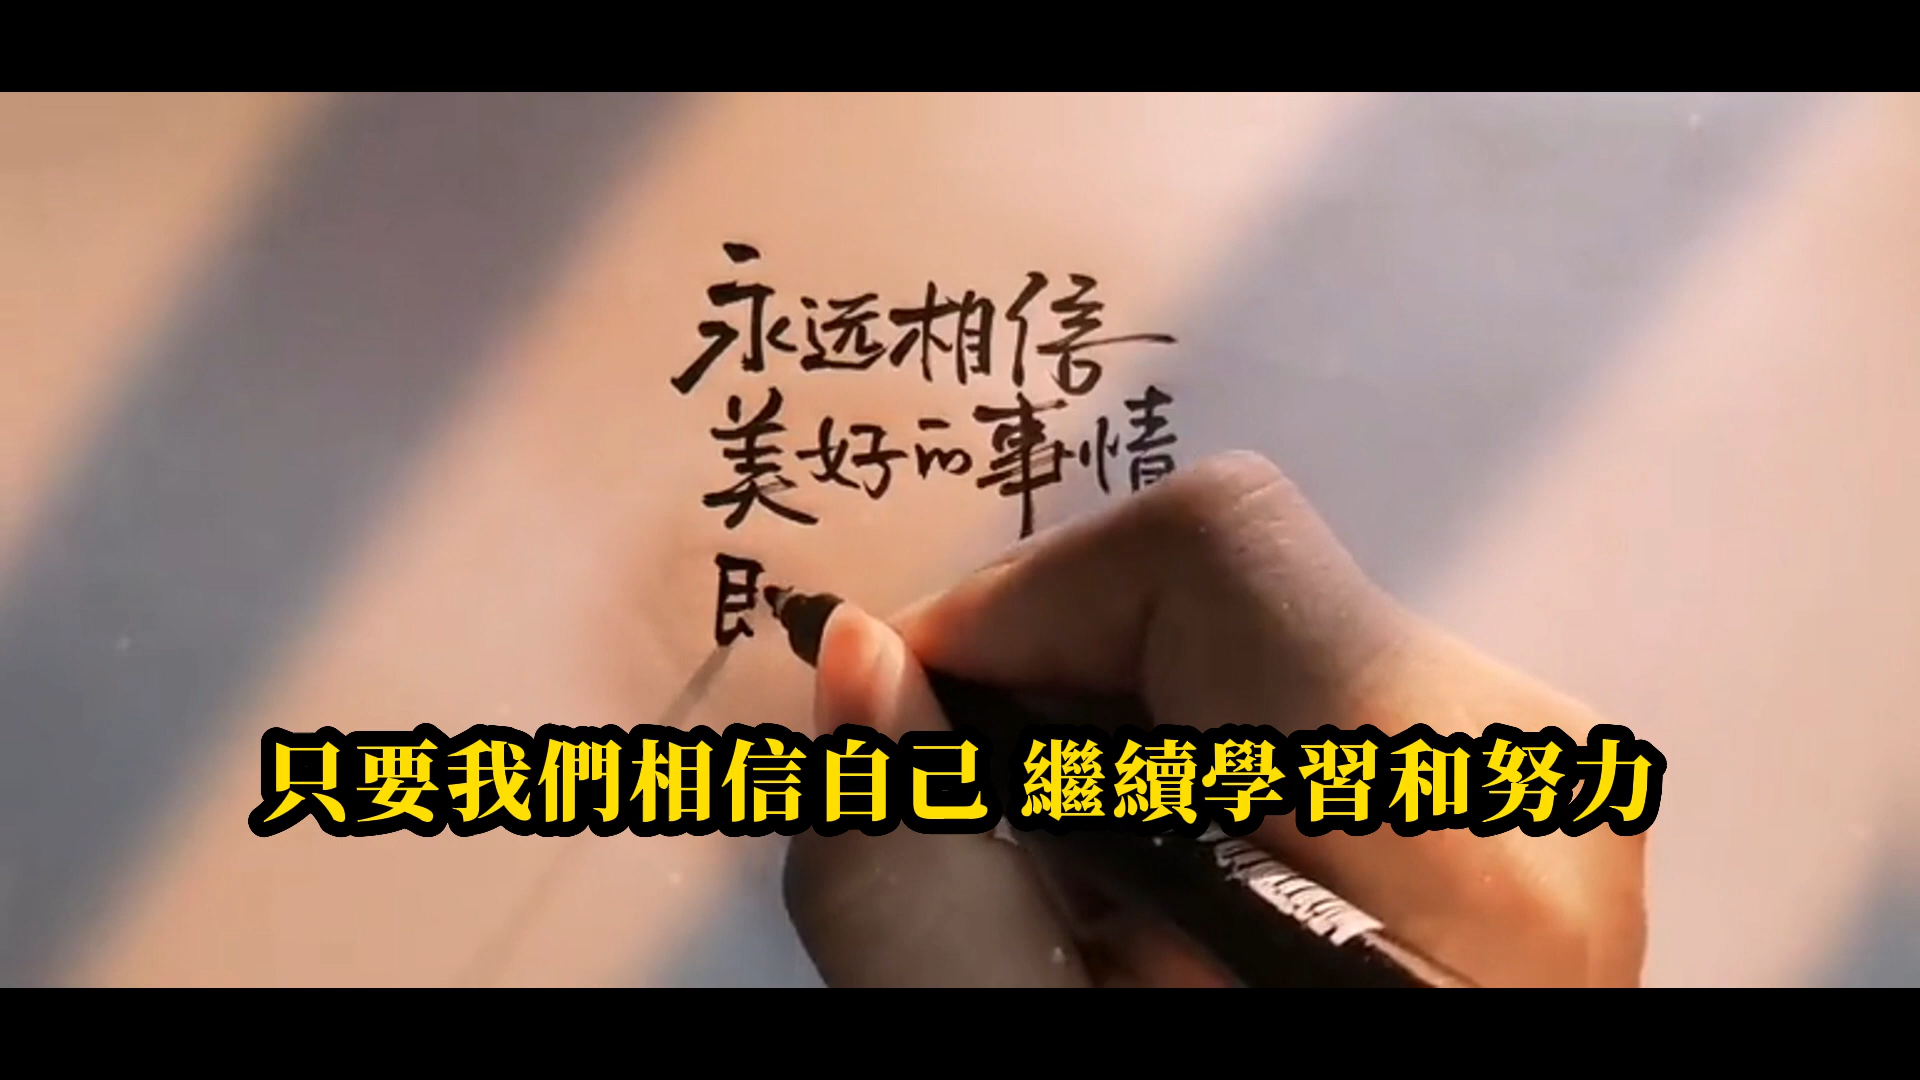 永远相信
美好的事情
只要我們相信自己 繼續學習和努力